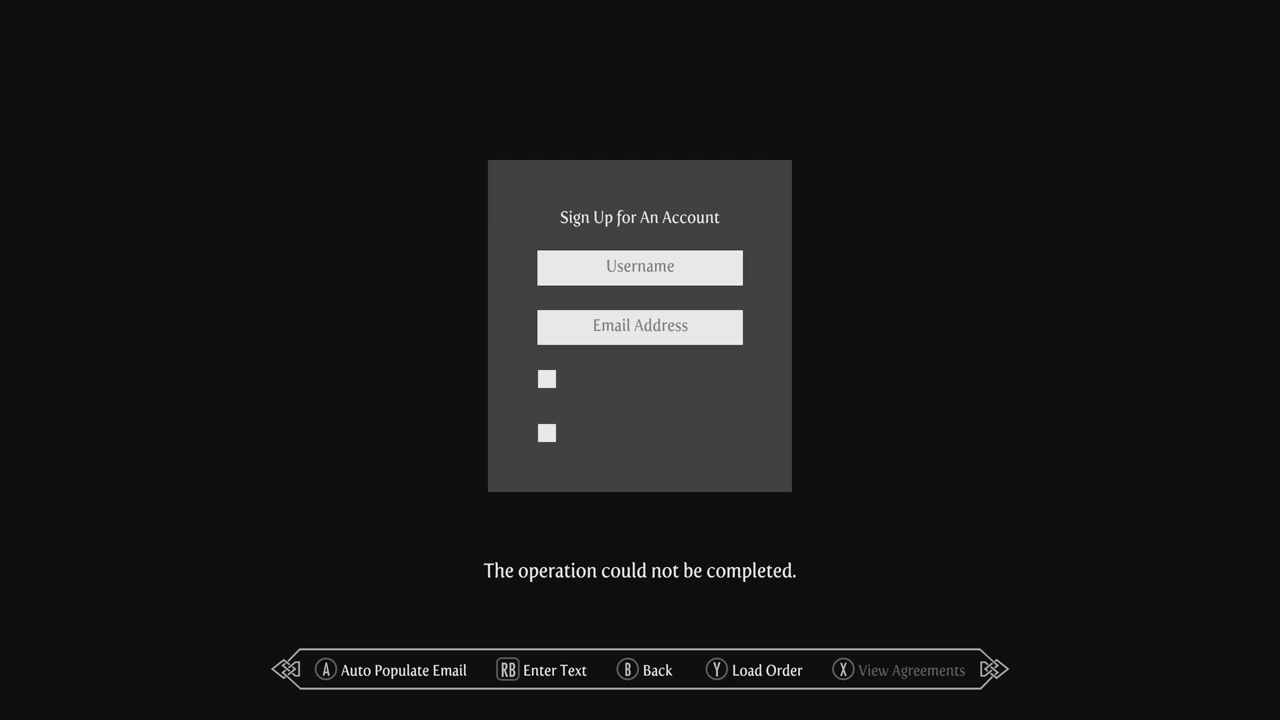 Sign Up for An Account
Username
Email Address
The operation could not be completed.
A Auto Populate Email RB Enter Text B Back Y Load Order X View Agreements